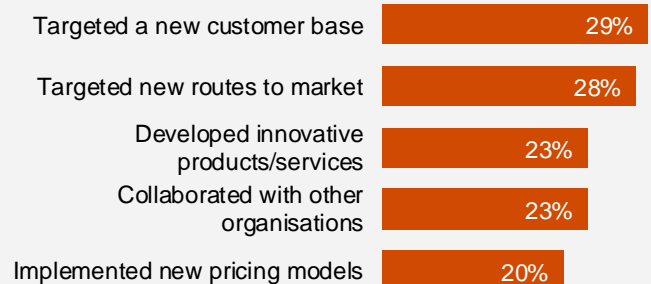 Targeted a new customer base 29%
Targeted new routes to market 28%
Developed innovative
products/services 23%
Collaborated with other
organisations 23%
Implemented new pricing models 20%